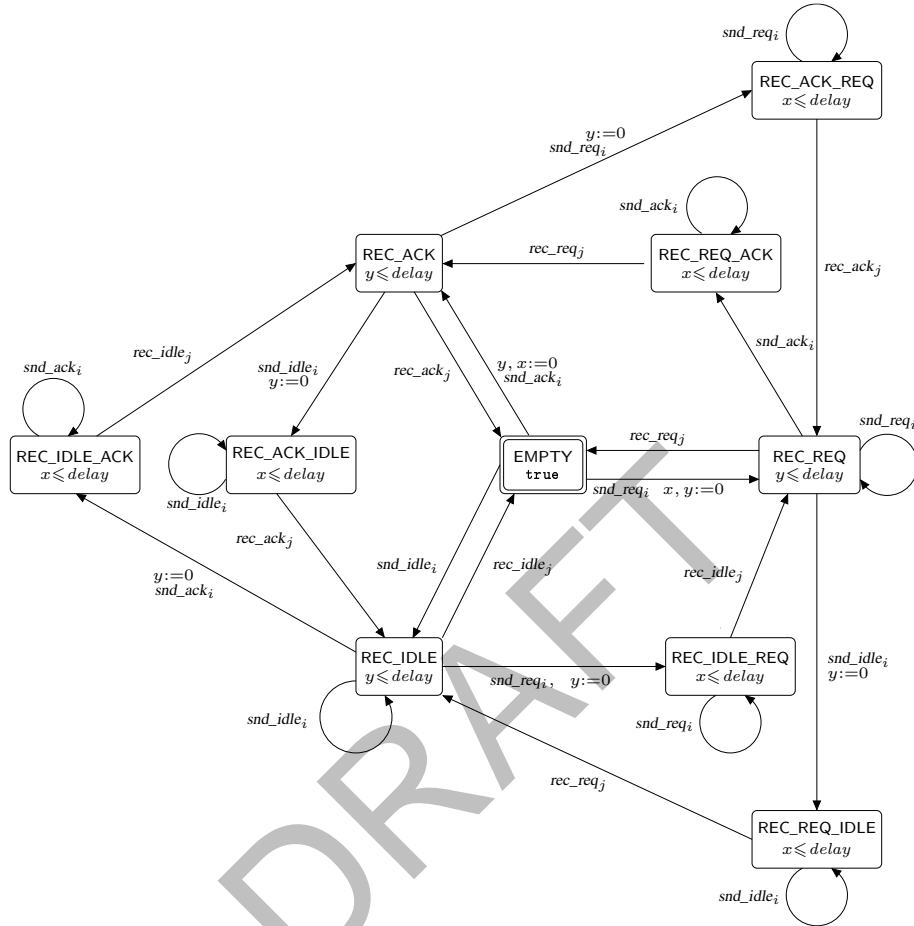 snd_req_i
REC_ACK_REQ
x⩽delay
y:=0
snd_req_i
snd_ack_i
REC_ACK
y⩽delay
rec_req_j
REC_REQ_ACK
x⩽delay
rec_ack_j
rec_idle_j
snd_ack_i
snd_idle_i
y:=0
rec_ack_j
y, x:=0
snd_ack_i
snd_ack_i
snd_req_i
REC_IDLE_ACK
x⩽delay
REC_ACK_IDLE
x⩽delay
EMPTY
true
rec_req_j
REC_REQ
y⩽delay
snd_idle_i
snd_req_i x, y:=0
rec_ack_j
y:=0
snd_ack_i
snd_idle_i
rec_idle_j
rec_idle_j
REC_IDLE
y⩽delay
REC_IDLE_REQ
x⩽delay
snd_idle_i
y:=0
snd_req_i, y:=0
snd_idle_i
snd_req_i
rec_req_j
REC_REQ_IDLE
x⩽delay
snd_idle_i
DRAFT